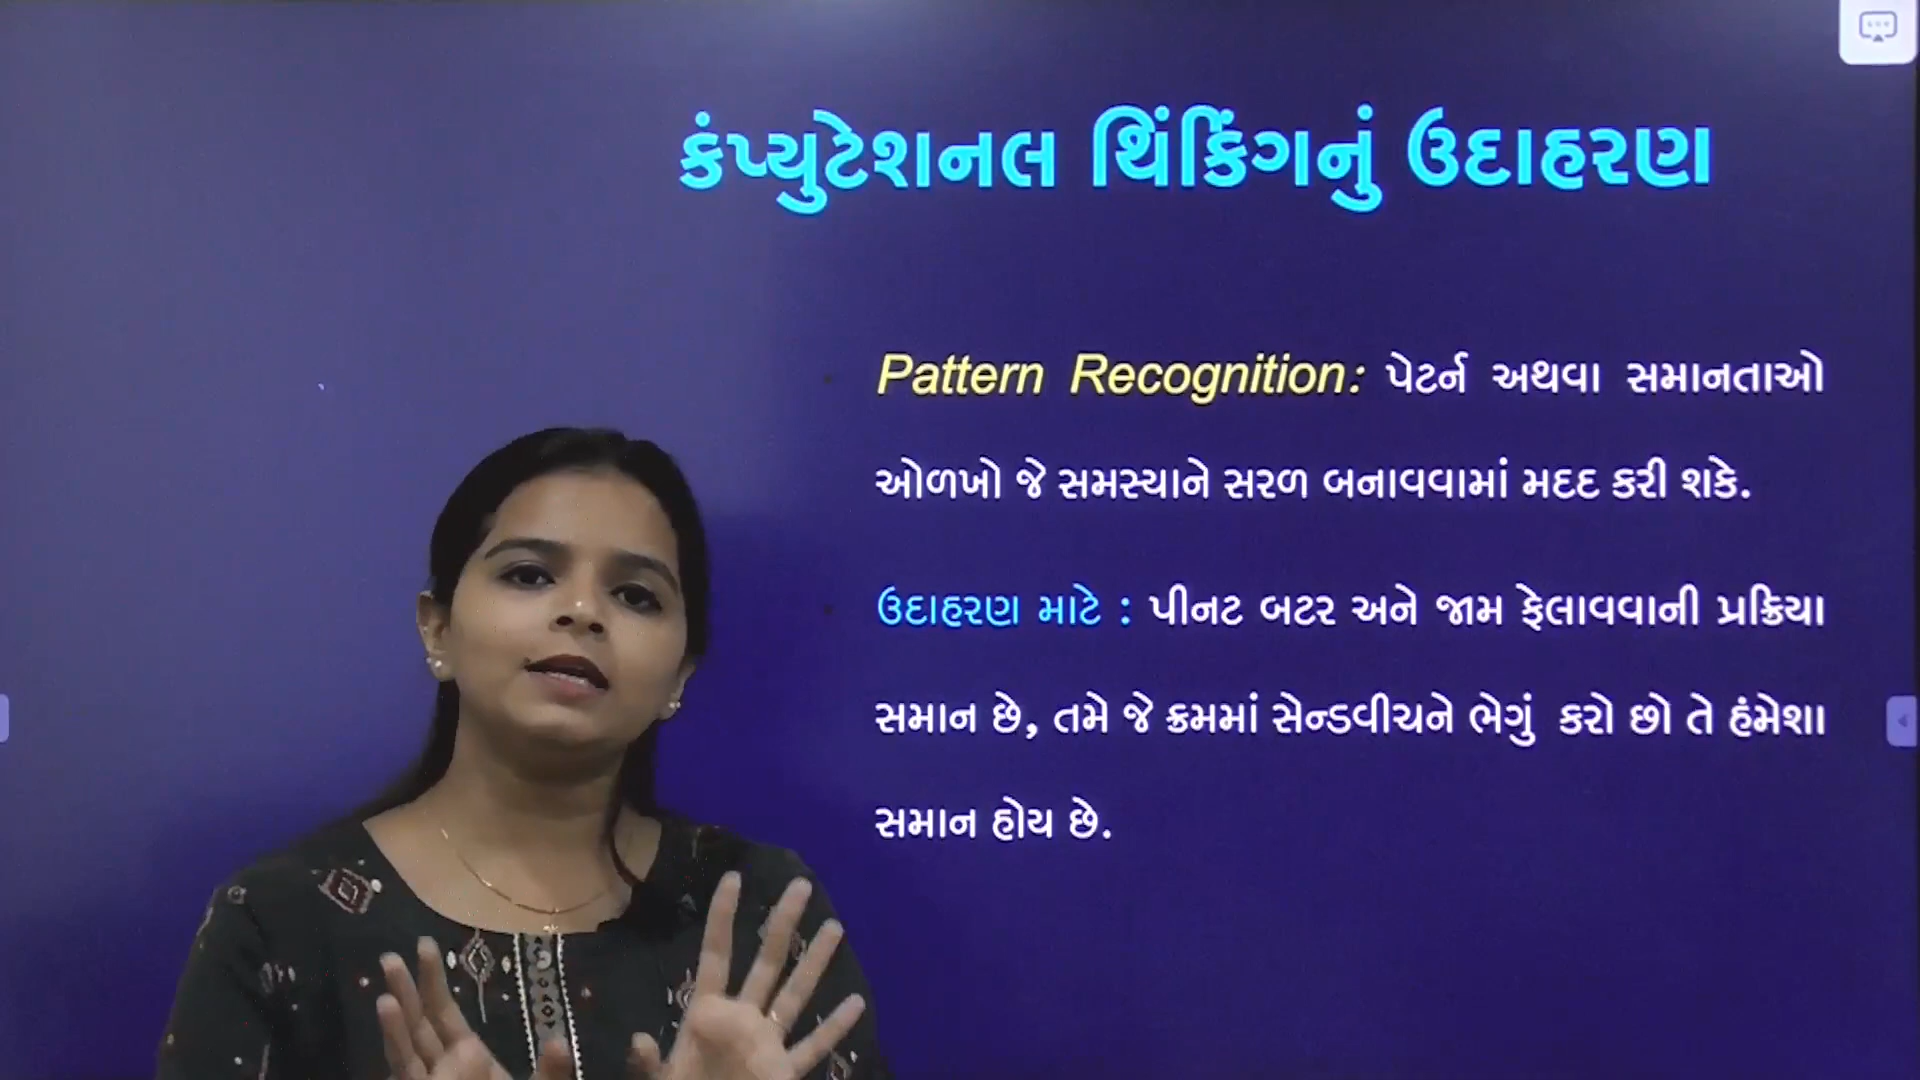 કંપ્યુટેશનલ થિંકિંગનું ઉદાહરણ
Pattern Recognition: પેટર્ન અથવા સમાનતાઓ
ઓળખો જે સમસ્યાને સરળ બનાવવામાં મદદ કરી શકે.
ઉદાહરણ માટે : પીનટ બટર અને જામ ફેલાવવાની પ્રક્રિયા
સમાન છે, તમે જે ક્રમમાં સેન્ડવીચને ભેગું કરો છો તે હંમેશા
સમાન હોય છે.